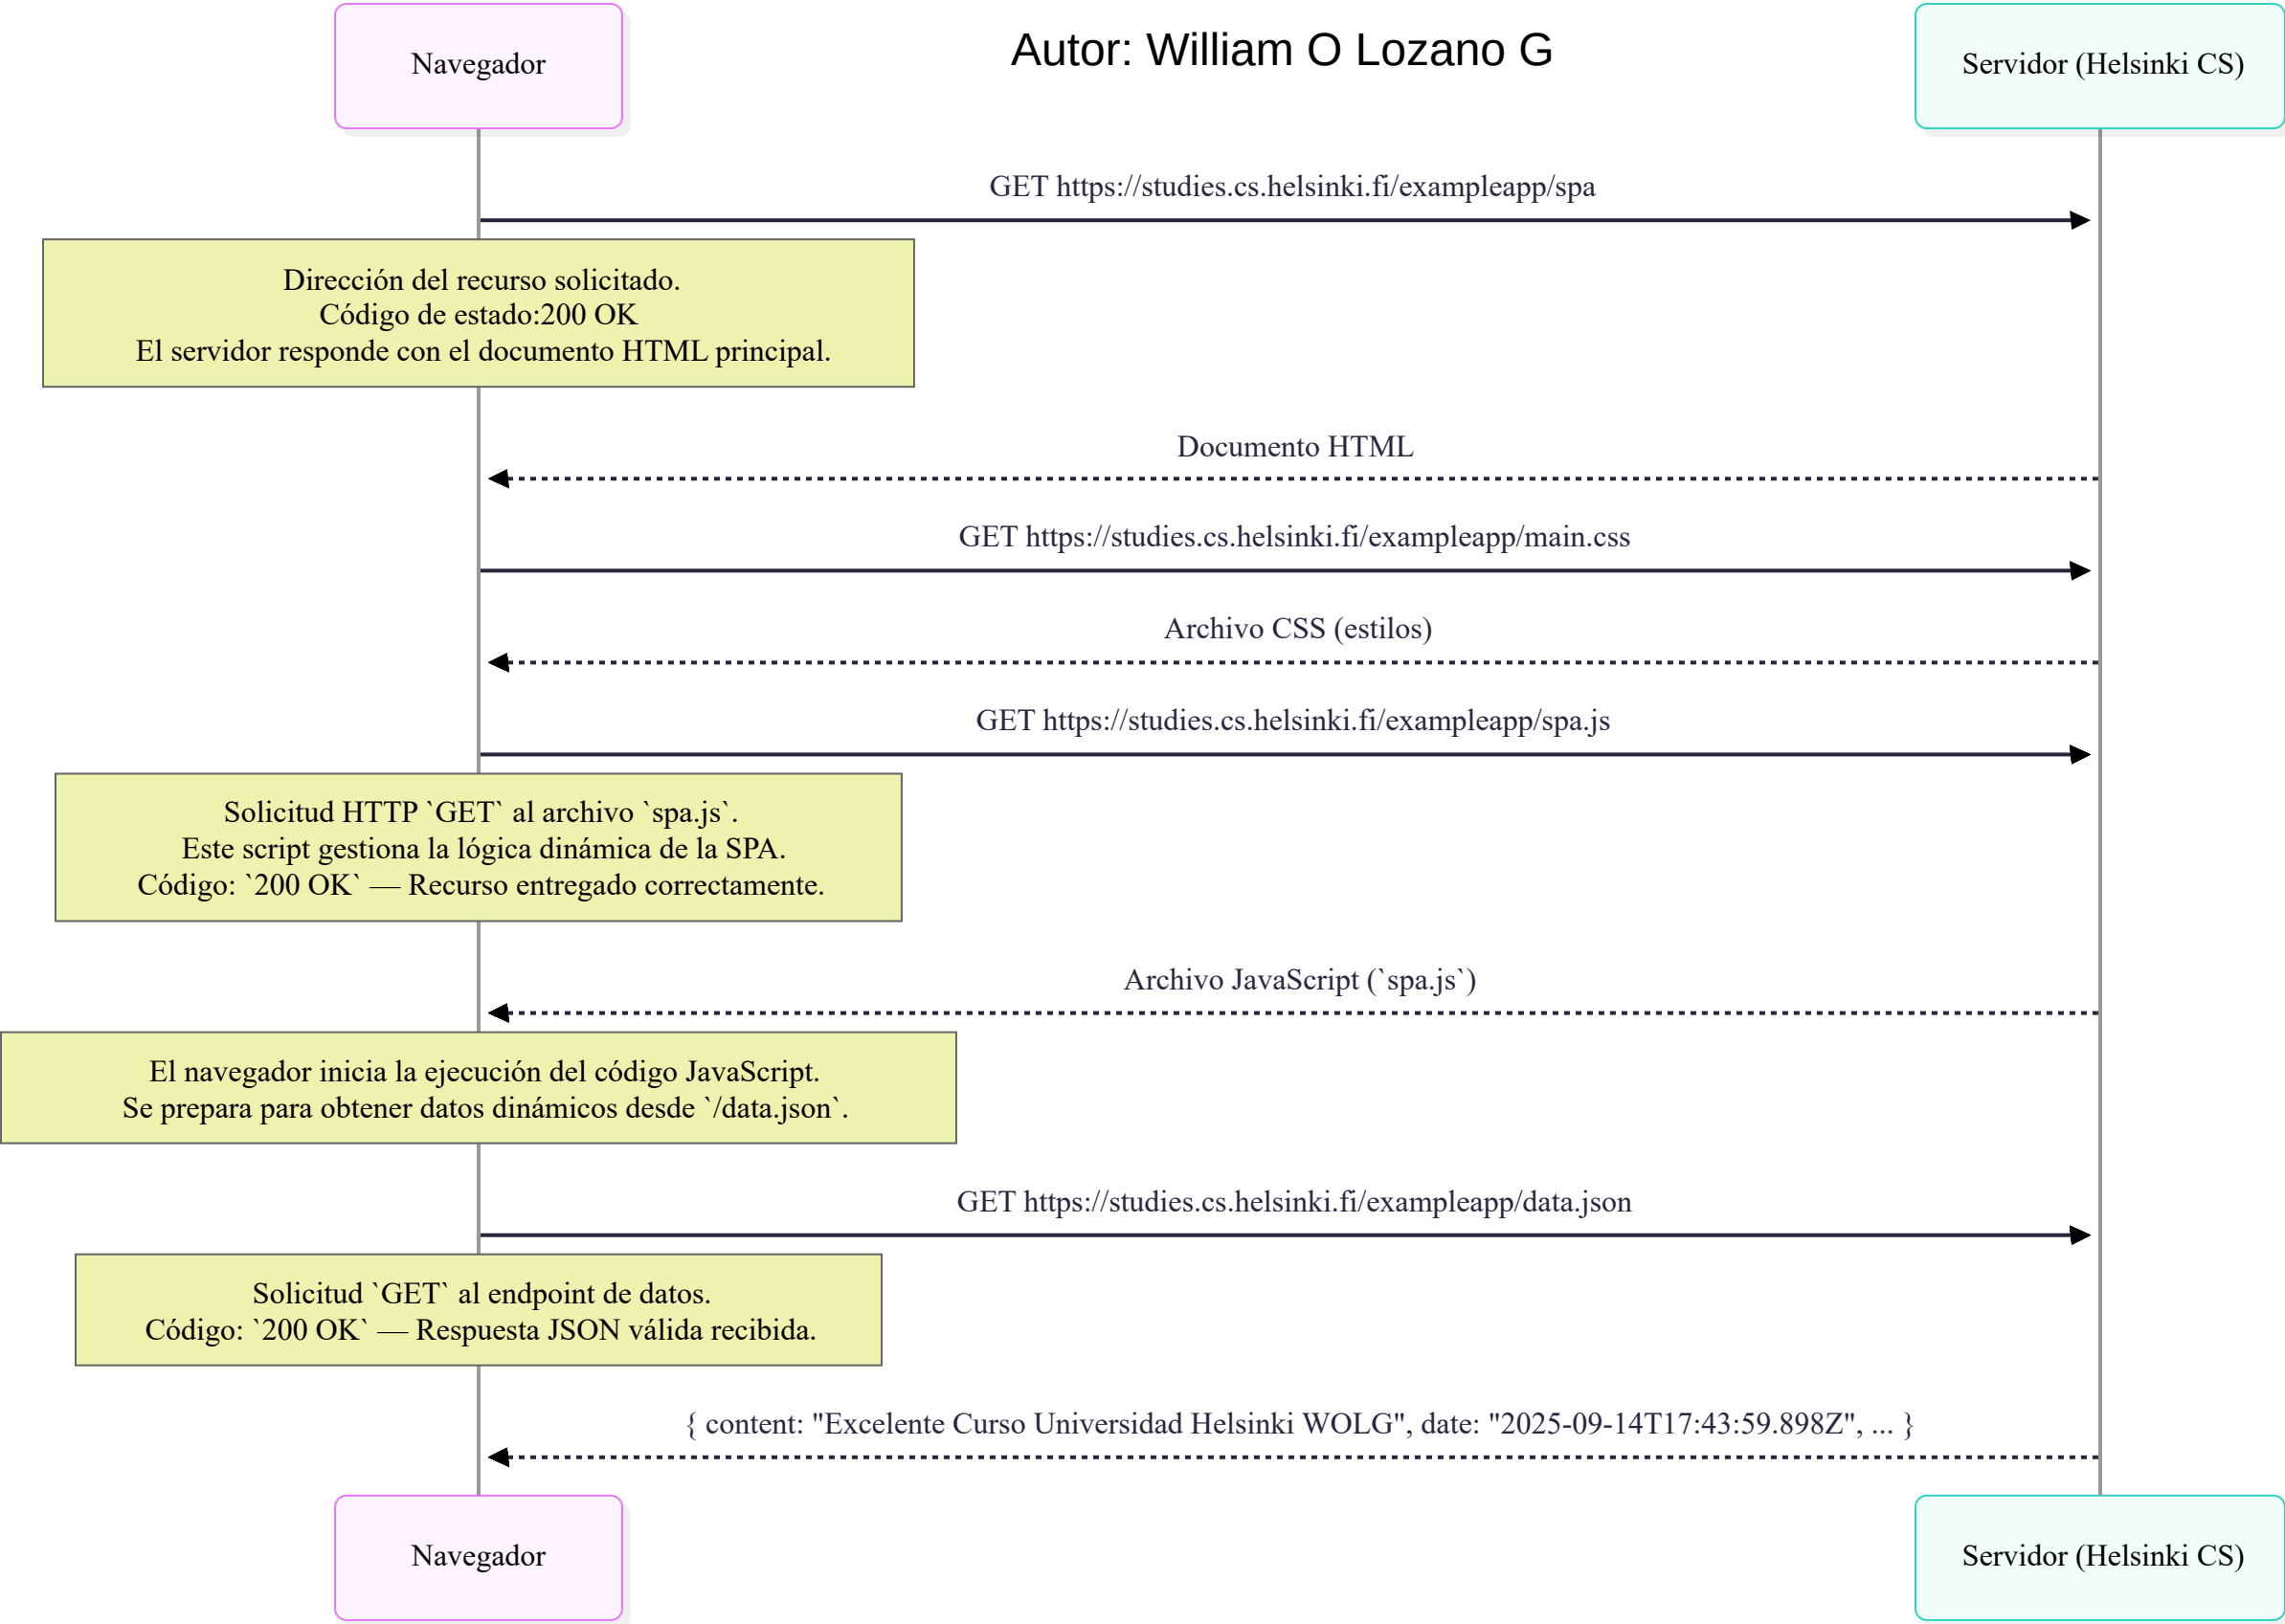 Navegador
Autor: William O Lozano G
Servidor (Helsinki CS)
GET https://studies.cs.helsinki.fi/exampleapp/spa
Dirección del recurso solicitado.
Código de estado:200 OK
El servidor responde con el documento HTML principal.
Documento HTML
GET https://studies.cs.helsinki.fi/exampleapp/main.css
Archivo CSS (estilos)
GET https://studies.cs.helsinki.fi/exampleapp/spa.js
Solicitud HTTP `GET` al archivo `spa.js`.
Este script gestiona la lógica dinámica de la SPA.
Código: `200 OK` — Recurso entregado correctamente.
Archivo JavaScript (`spa.js`)
El navegador inicia la ejecución del código JavaScript.
Se prepara para obtener datos dinámicos desde `/data.json`.
GET https://studies.cs.helsinki.fi/exampleapp/data.json
Solicitud `GET` al endpoint de datos.
Código: `200 OK` — Respuesta JSON válida recibida.
{ content: "Excelente Curso Universidad Helsinki WOLG", date: "2025-09-14T17:43:59.898Z", ... }
Navegador
Servidor (Helsinki CS)